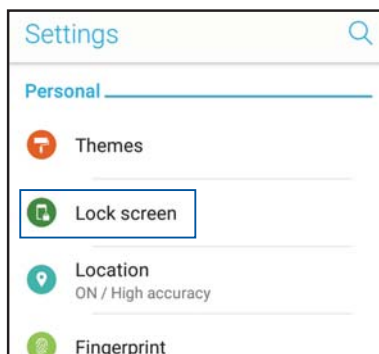 Settings
Personal
Themes
Lock screen
Location
ON / High accuracy
Fingerprint